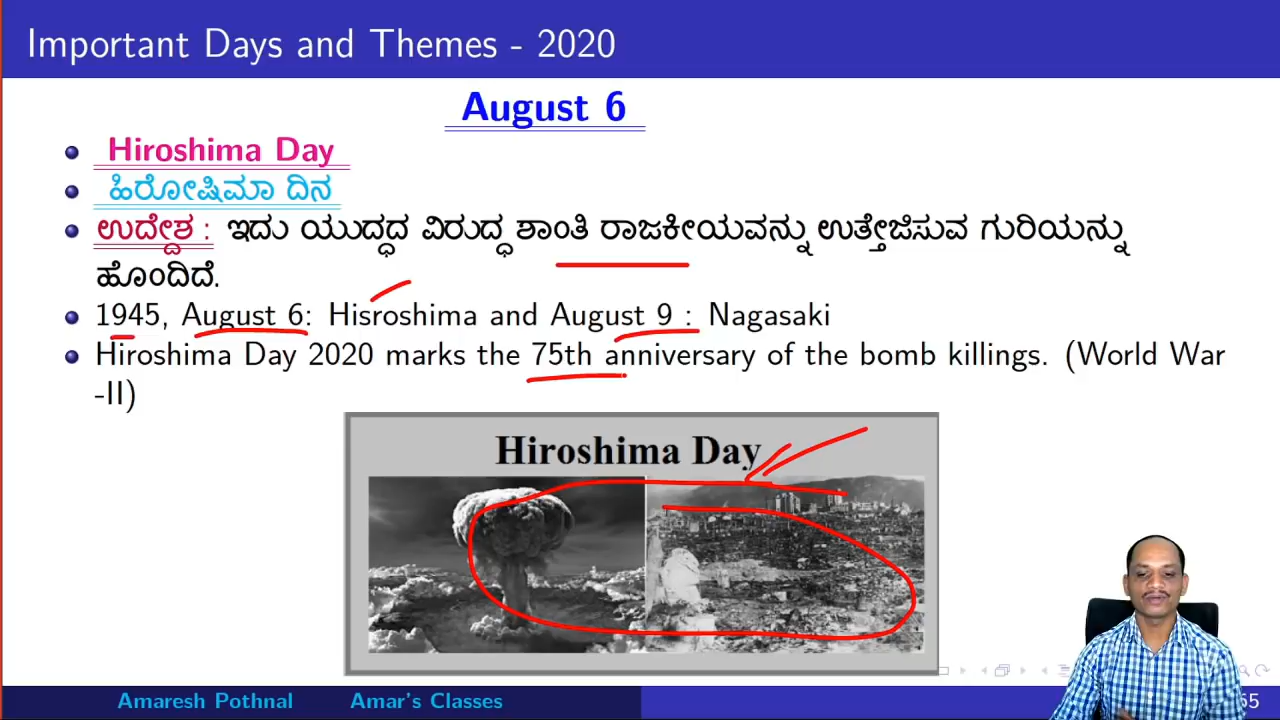 Important Days and Themes - 2020
August 6
Hiroshima Day
ಹಿರೋಷಿಮಾ ದಿನ
ಉದ್ದೇಶ : ಇದು ಯುದ್ಧದ ವಿರುದ್ಧ ಶಾಂತಿ ರಾಜಕೀಯವನ್ನು ಉತ್ತೇಜಿಸುವ ಗುರಿಯನ್ನು
ಹೊಂದಿದೆ.
1945, August 6: Hisroshima and August 9 : Nagasaki
Hiroshima Day 2020 marks the 75th anniversary of the bomb killings. (World War
-II)
Hiroshima Day
Amaresh Pothnal Amar's Classes